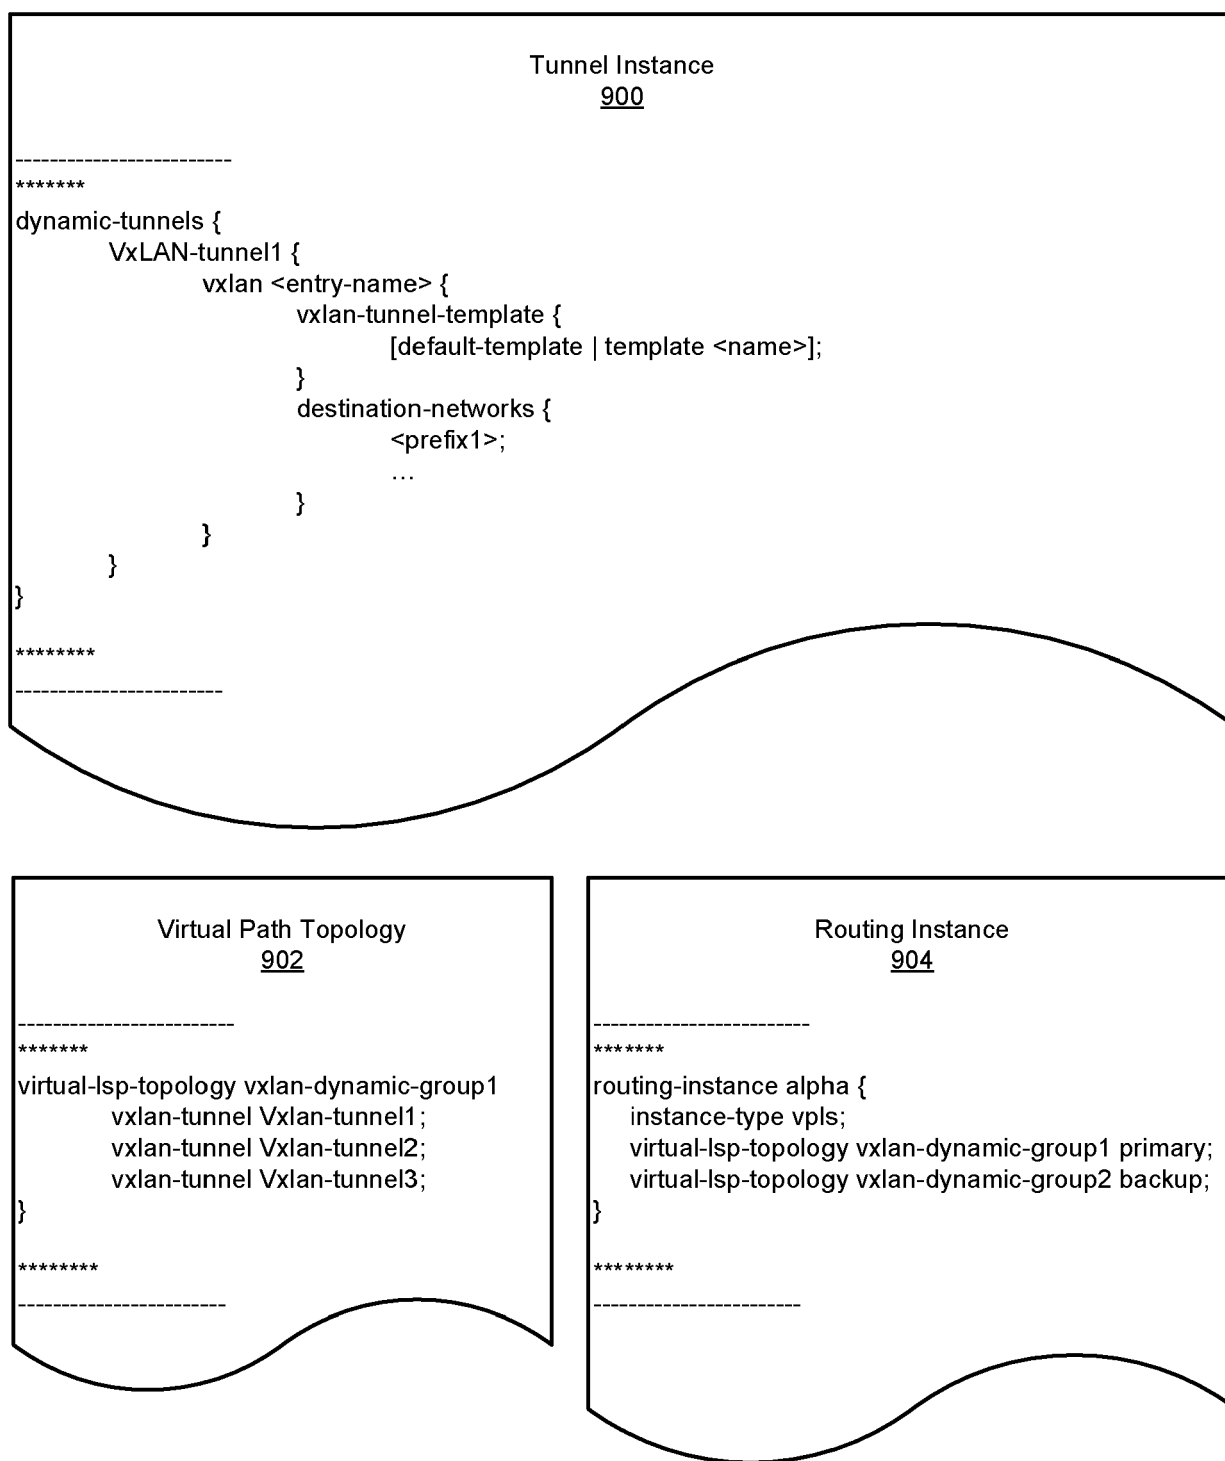 Tunnel Instance
900
-------------------------
*******
dynamic-tunnels {
VxLAN-tunnel1 {
vxlan <entry-name> {
vxlan-tunnel-template {
[default-template | template <name>];
}
destination-networks {
<prefix1>;
…
}
}
}
}
********
------------------------
Virtual Path Topology
902
-------------------------
*******
virtual-lsp-topology vxlan-dynamic-group1
vxlan-tunnel Vxlan-tunnel1;
vxlan-tunnel Vxlan-tunnel2;
vxlan-tunnel Vxlan-tunnel3;
}
********
------------------------
Routing Instance
904
-------------------------
*******
routing-instance alpha {
instance-type vpls;
virtual-lsp-topology vxlan-dynamic-group1 primary;
virtual-lsp-topology vxlan-dynamic-group2 backup;
}
********
------------------------